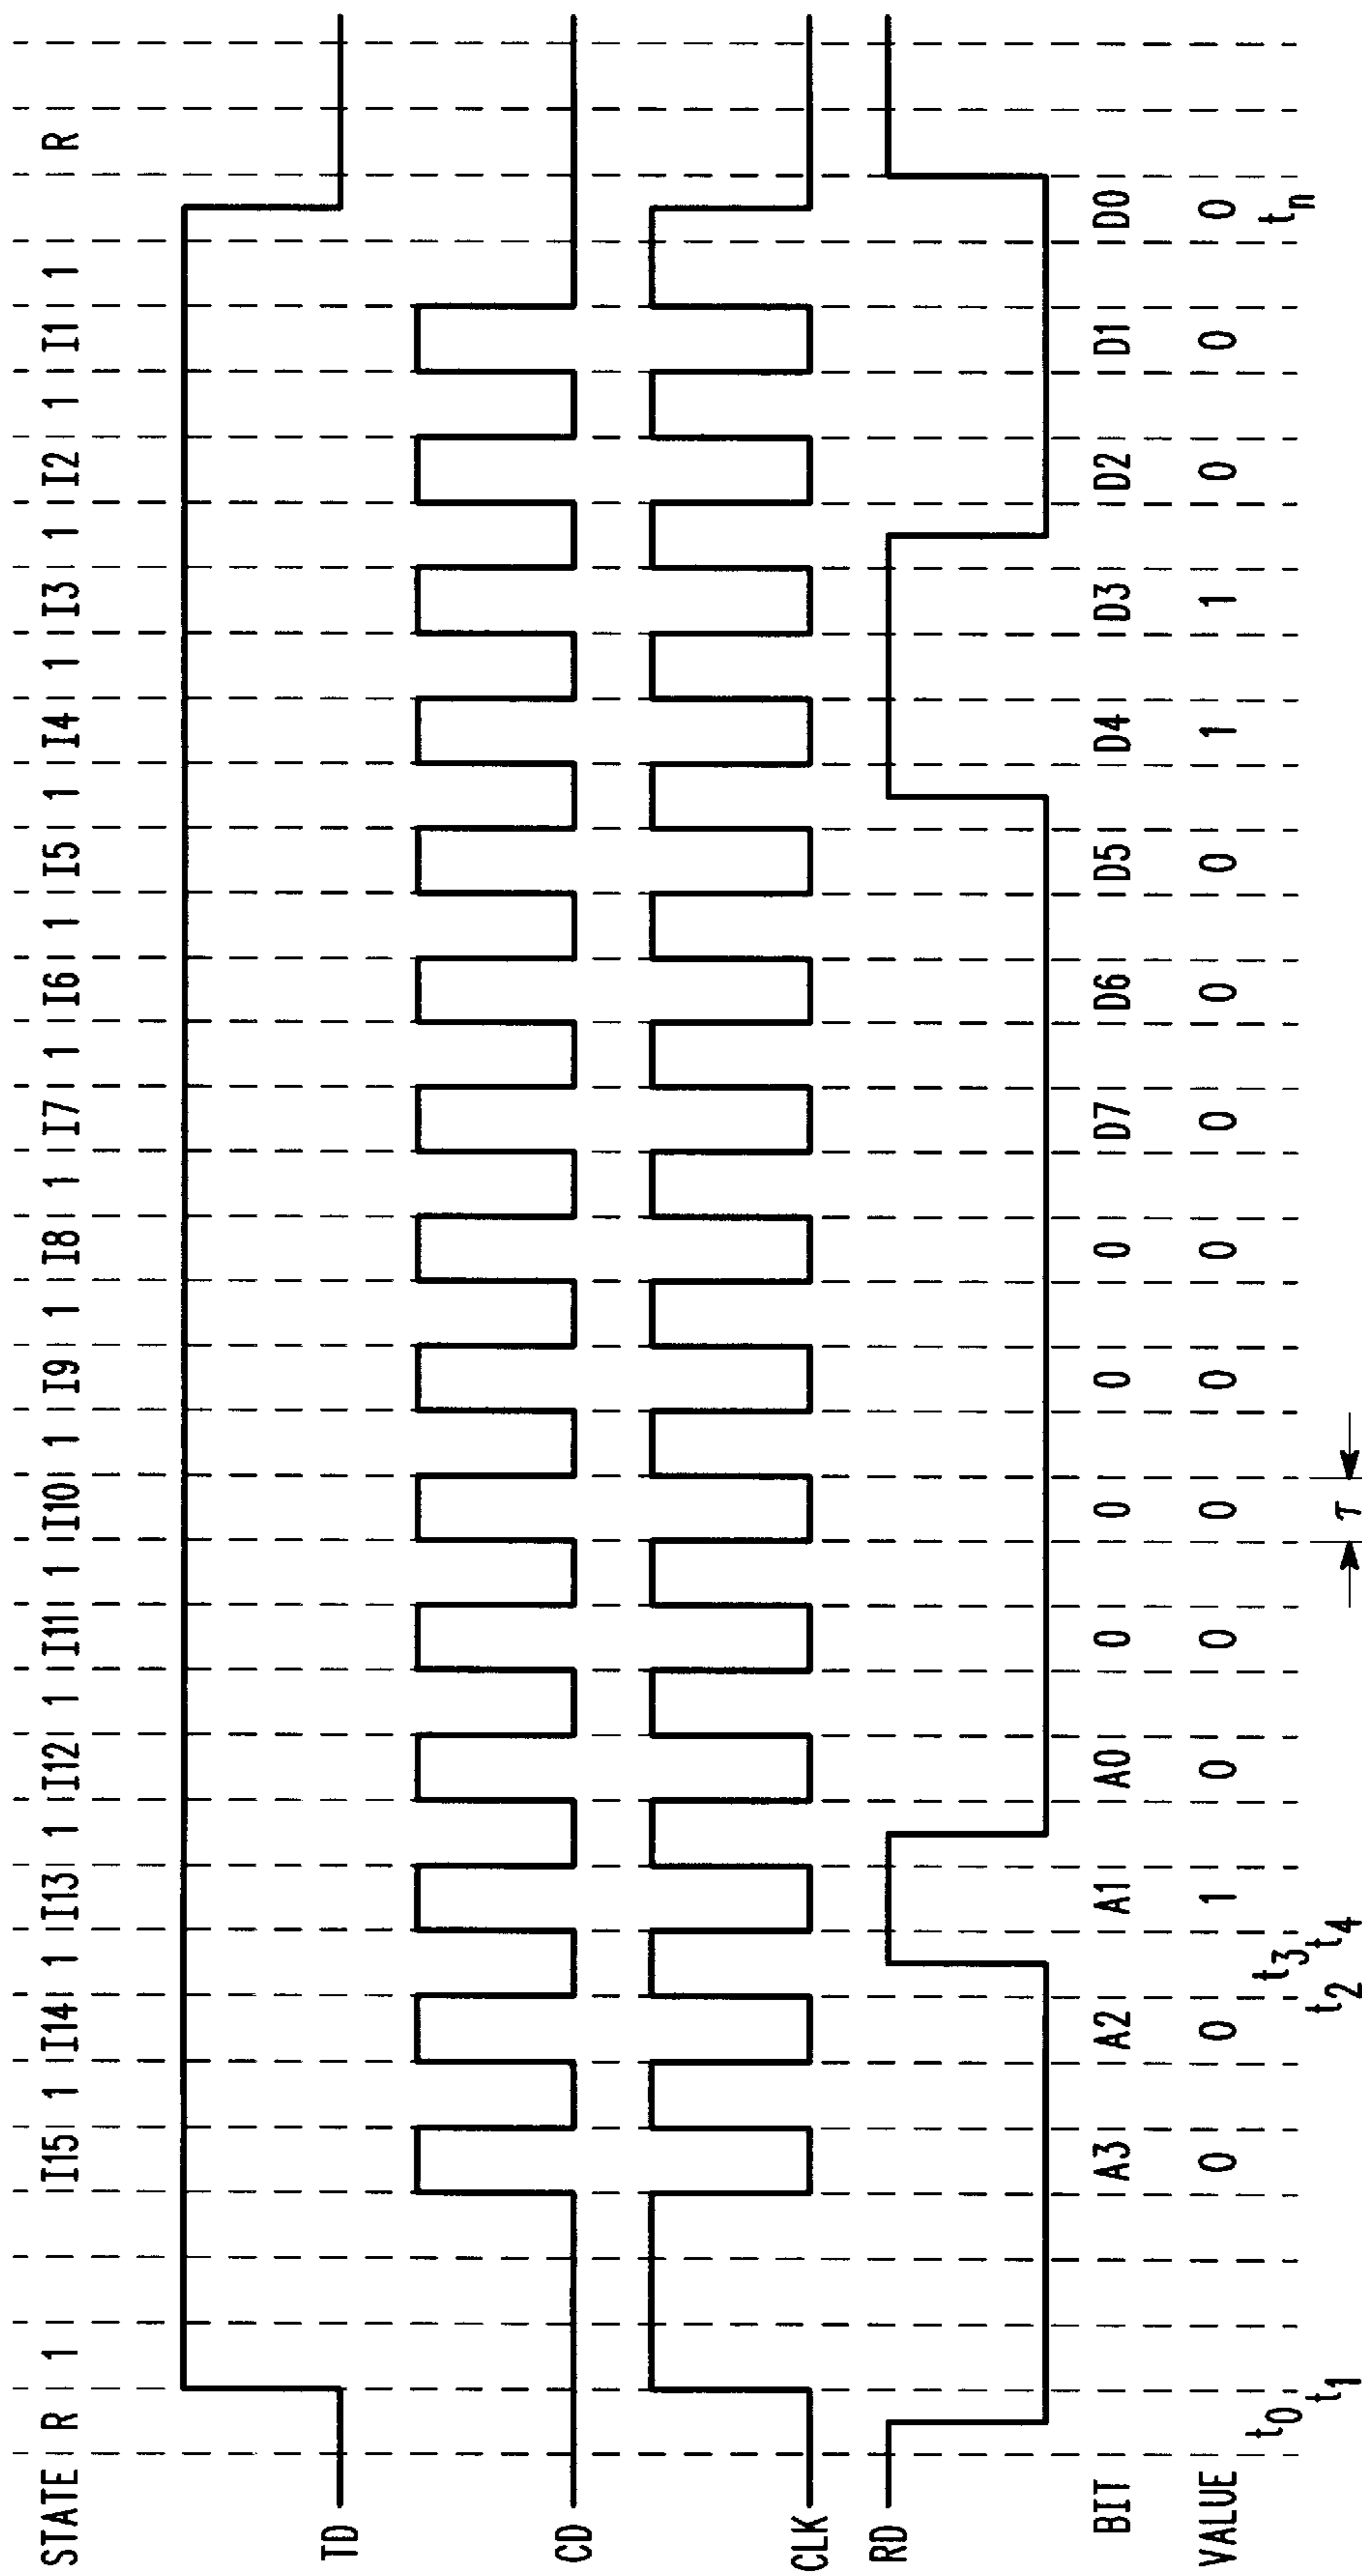 STATE R 1 I15 1 I14 1 I13 1 I12 1 I11 1 I10 1 I9 1 I8 1 I7 1 I6 1 I5 1 I4 1 I3 1 I2 1 I1 1 R
TD
CD
CLK
RD
BIT A3 A2 A1 A0 0 0 0 0 D7 D6 D5 D4 D3 D2 D1 D0
VALUE 0 0 1 0 0 0 0 0 0 0 0 1 1 0 0 0
t0 t1 t2 t3 t4 tn
τ